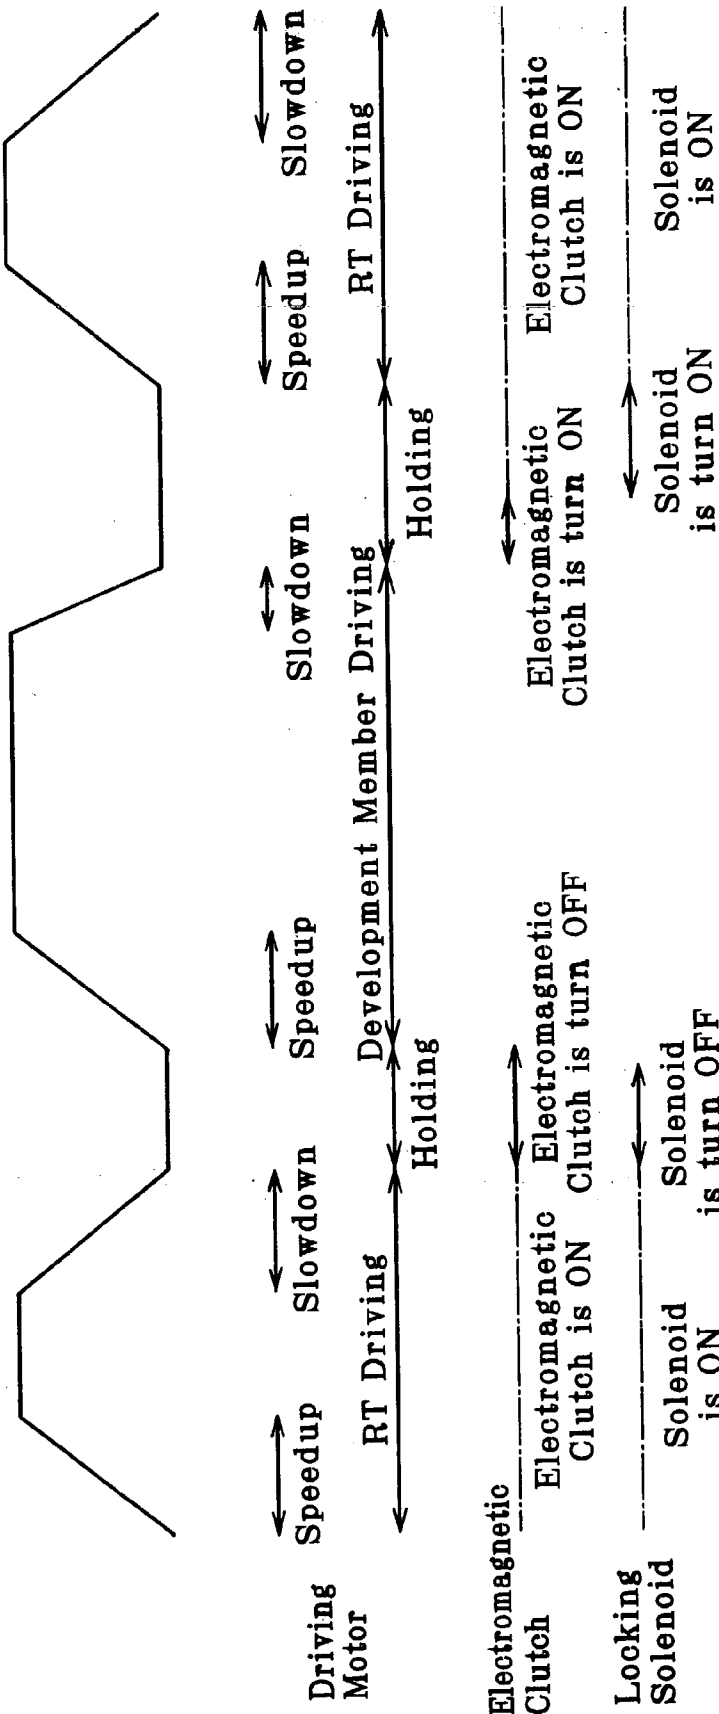 Driving
Motor
Speedup
Slowdown
Speedup
Slowdown
Speedup
Slowdown
RT Driving
Holding
Development Member Driving
Holding
RT Driving
Electromagnetic
Clutch
Electromagnetic
Clutch is ON
Electromagnetic
Clutch is turn OFF
Electromagnetic
Clutch is turn ON
Electromagnetic
Clutch is ON
Locking
Solenoid
Solenoid
is ON
Solenoid
is turn OFF
Solenoid
is turn ON
Solenoid
is ON